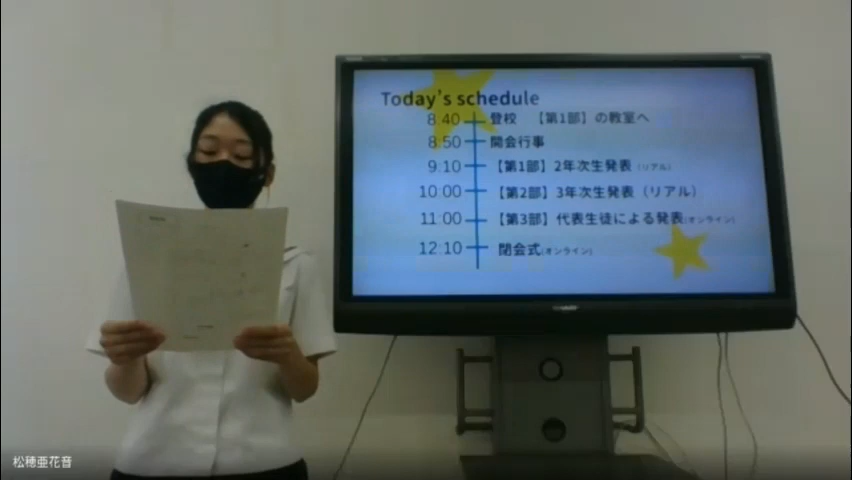 Today's schedule
8:40 登校 【第1部】の教室へ
8:50 開会行事
9:10 【第1部】2年次生発表（リアル）
10:00 【第2部】3年次生発表（リアル）
11:00 【第3部】代表生徒による発表(オンライン)
12:10 閉会式(オンライン)
松穂亜花音